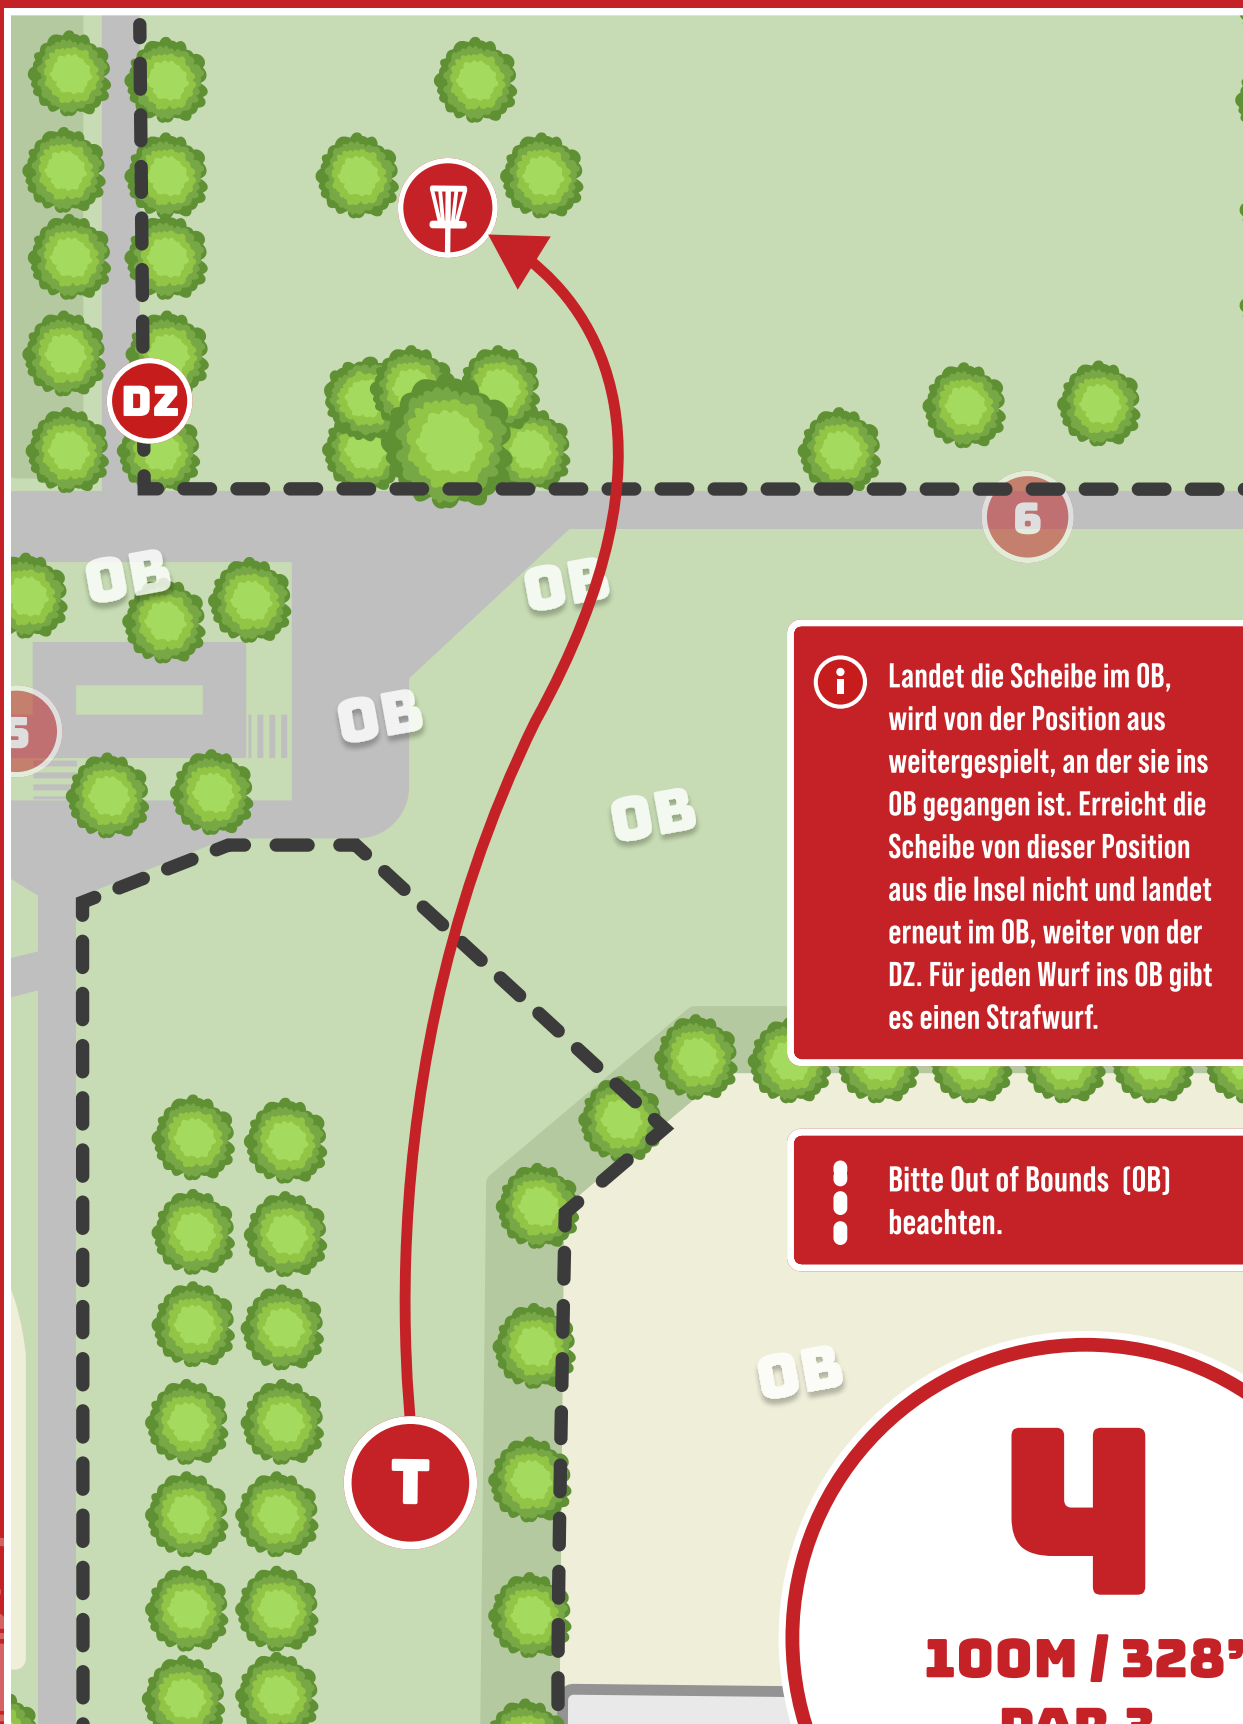 DZ
6
OB
OB
5
OB
OB
Landet die Scheibe im OB,
wird von der Position aus
weitergespielt, an der sie ins
OB gegangen ist. Erreicht die
Scheibe von dieser Position
aus die Insel nicht und landet
erneut im OB, weiter von der
DZ. Für jeden Wurf ins OB gibt
es einen Strafwurf.
Bitte Out of Bounds (OB)
beachten.
OB
T
4
100M / 328'
PAR 3